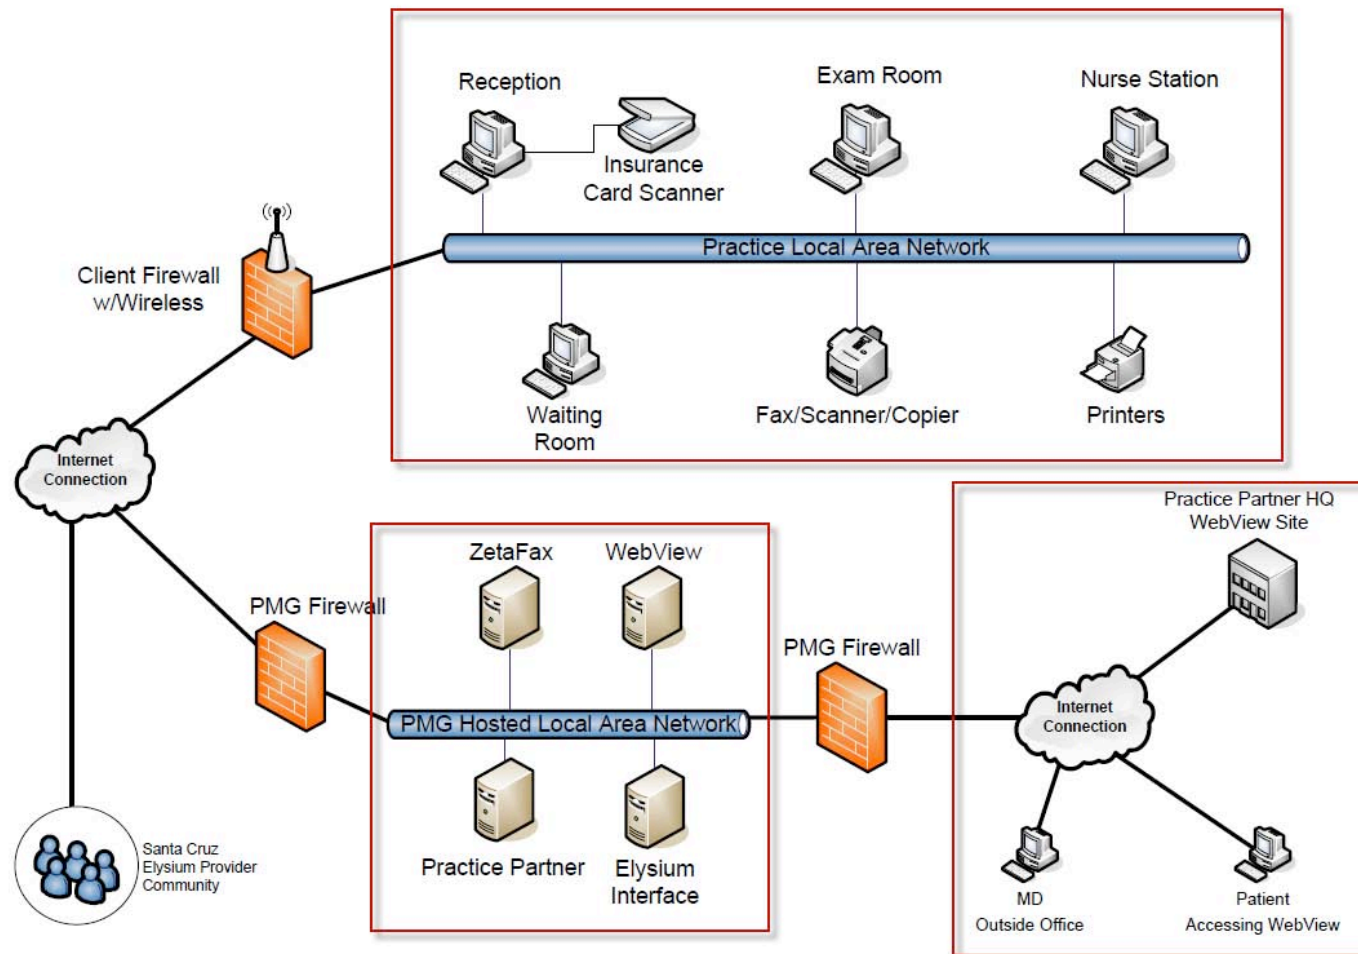 Reception
Exam Room
Nurse Station
Insurance
Card Scanner
Practice Local Area Network
Client Firewall
w/Wireless
Waiting
Room
Fax/Scanner/Copier
Printers
Internet
Connection
Practice Partner HQ
WebView Site
ZetaFax
WebView
PMG Firewall
PMG Firewall
PMG Hosted Local Area Network
Internet
Connection
Santa Cruz
Elysium Provider
Community
Practice Partner
Elysium
Interface
MD
Outside Office
Patient
Accessing WebView